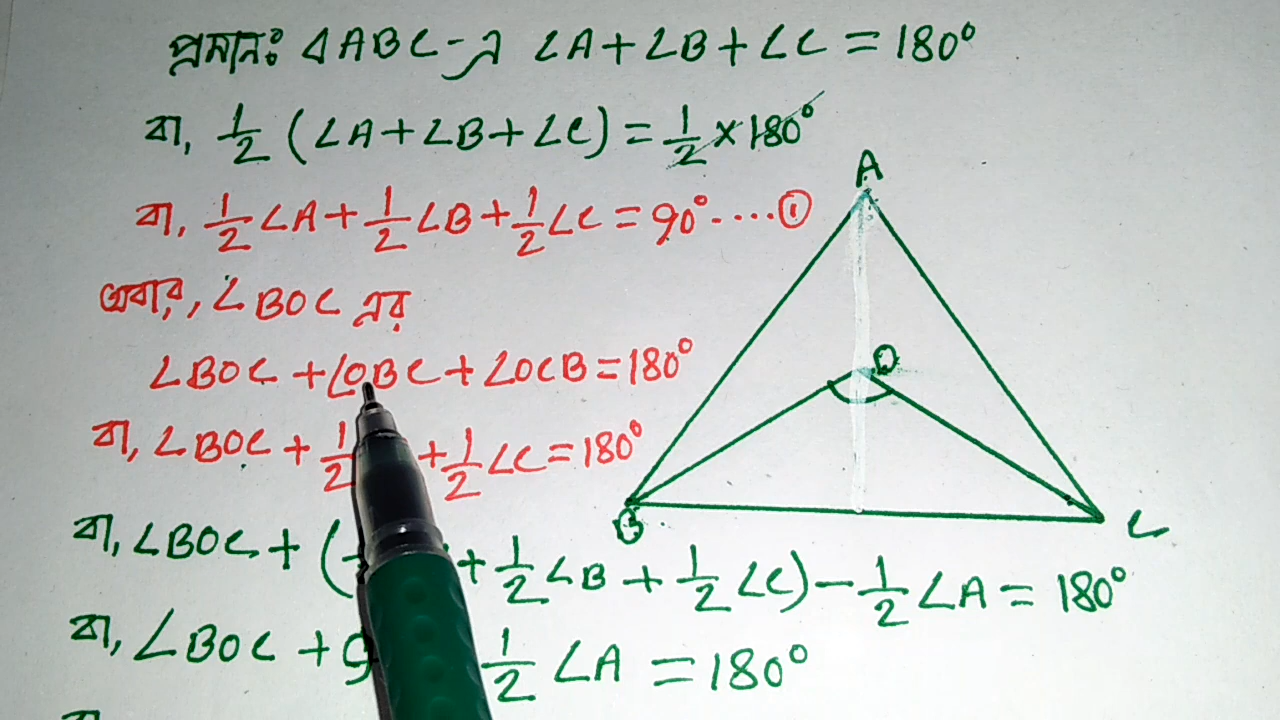 প্রমান: ∆ABC-এ ∠A+∠B+∠C=180°
বা, 1/2 (∠A+∠B+∠C)=1/2×180°
বা, 1/2∠A+1/2∠B+1/2∠C=90°....①
আবার, ∠BOC এর
∠BOC+∠OBC+∠OCB=180°
বা, ∠BOC+1/2 +1/2∠C=180°
বা, ∠BOC+( +1/2∠B+1/2∠C)-1/2∠A=180°
বা, ∠BOC+9 1/2∠A=180°
A
O
B
C